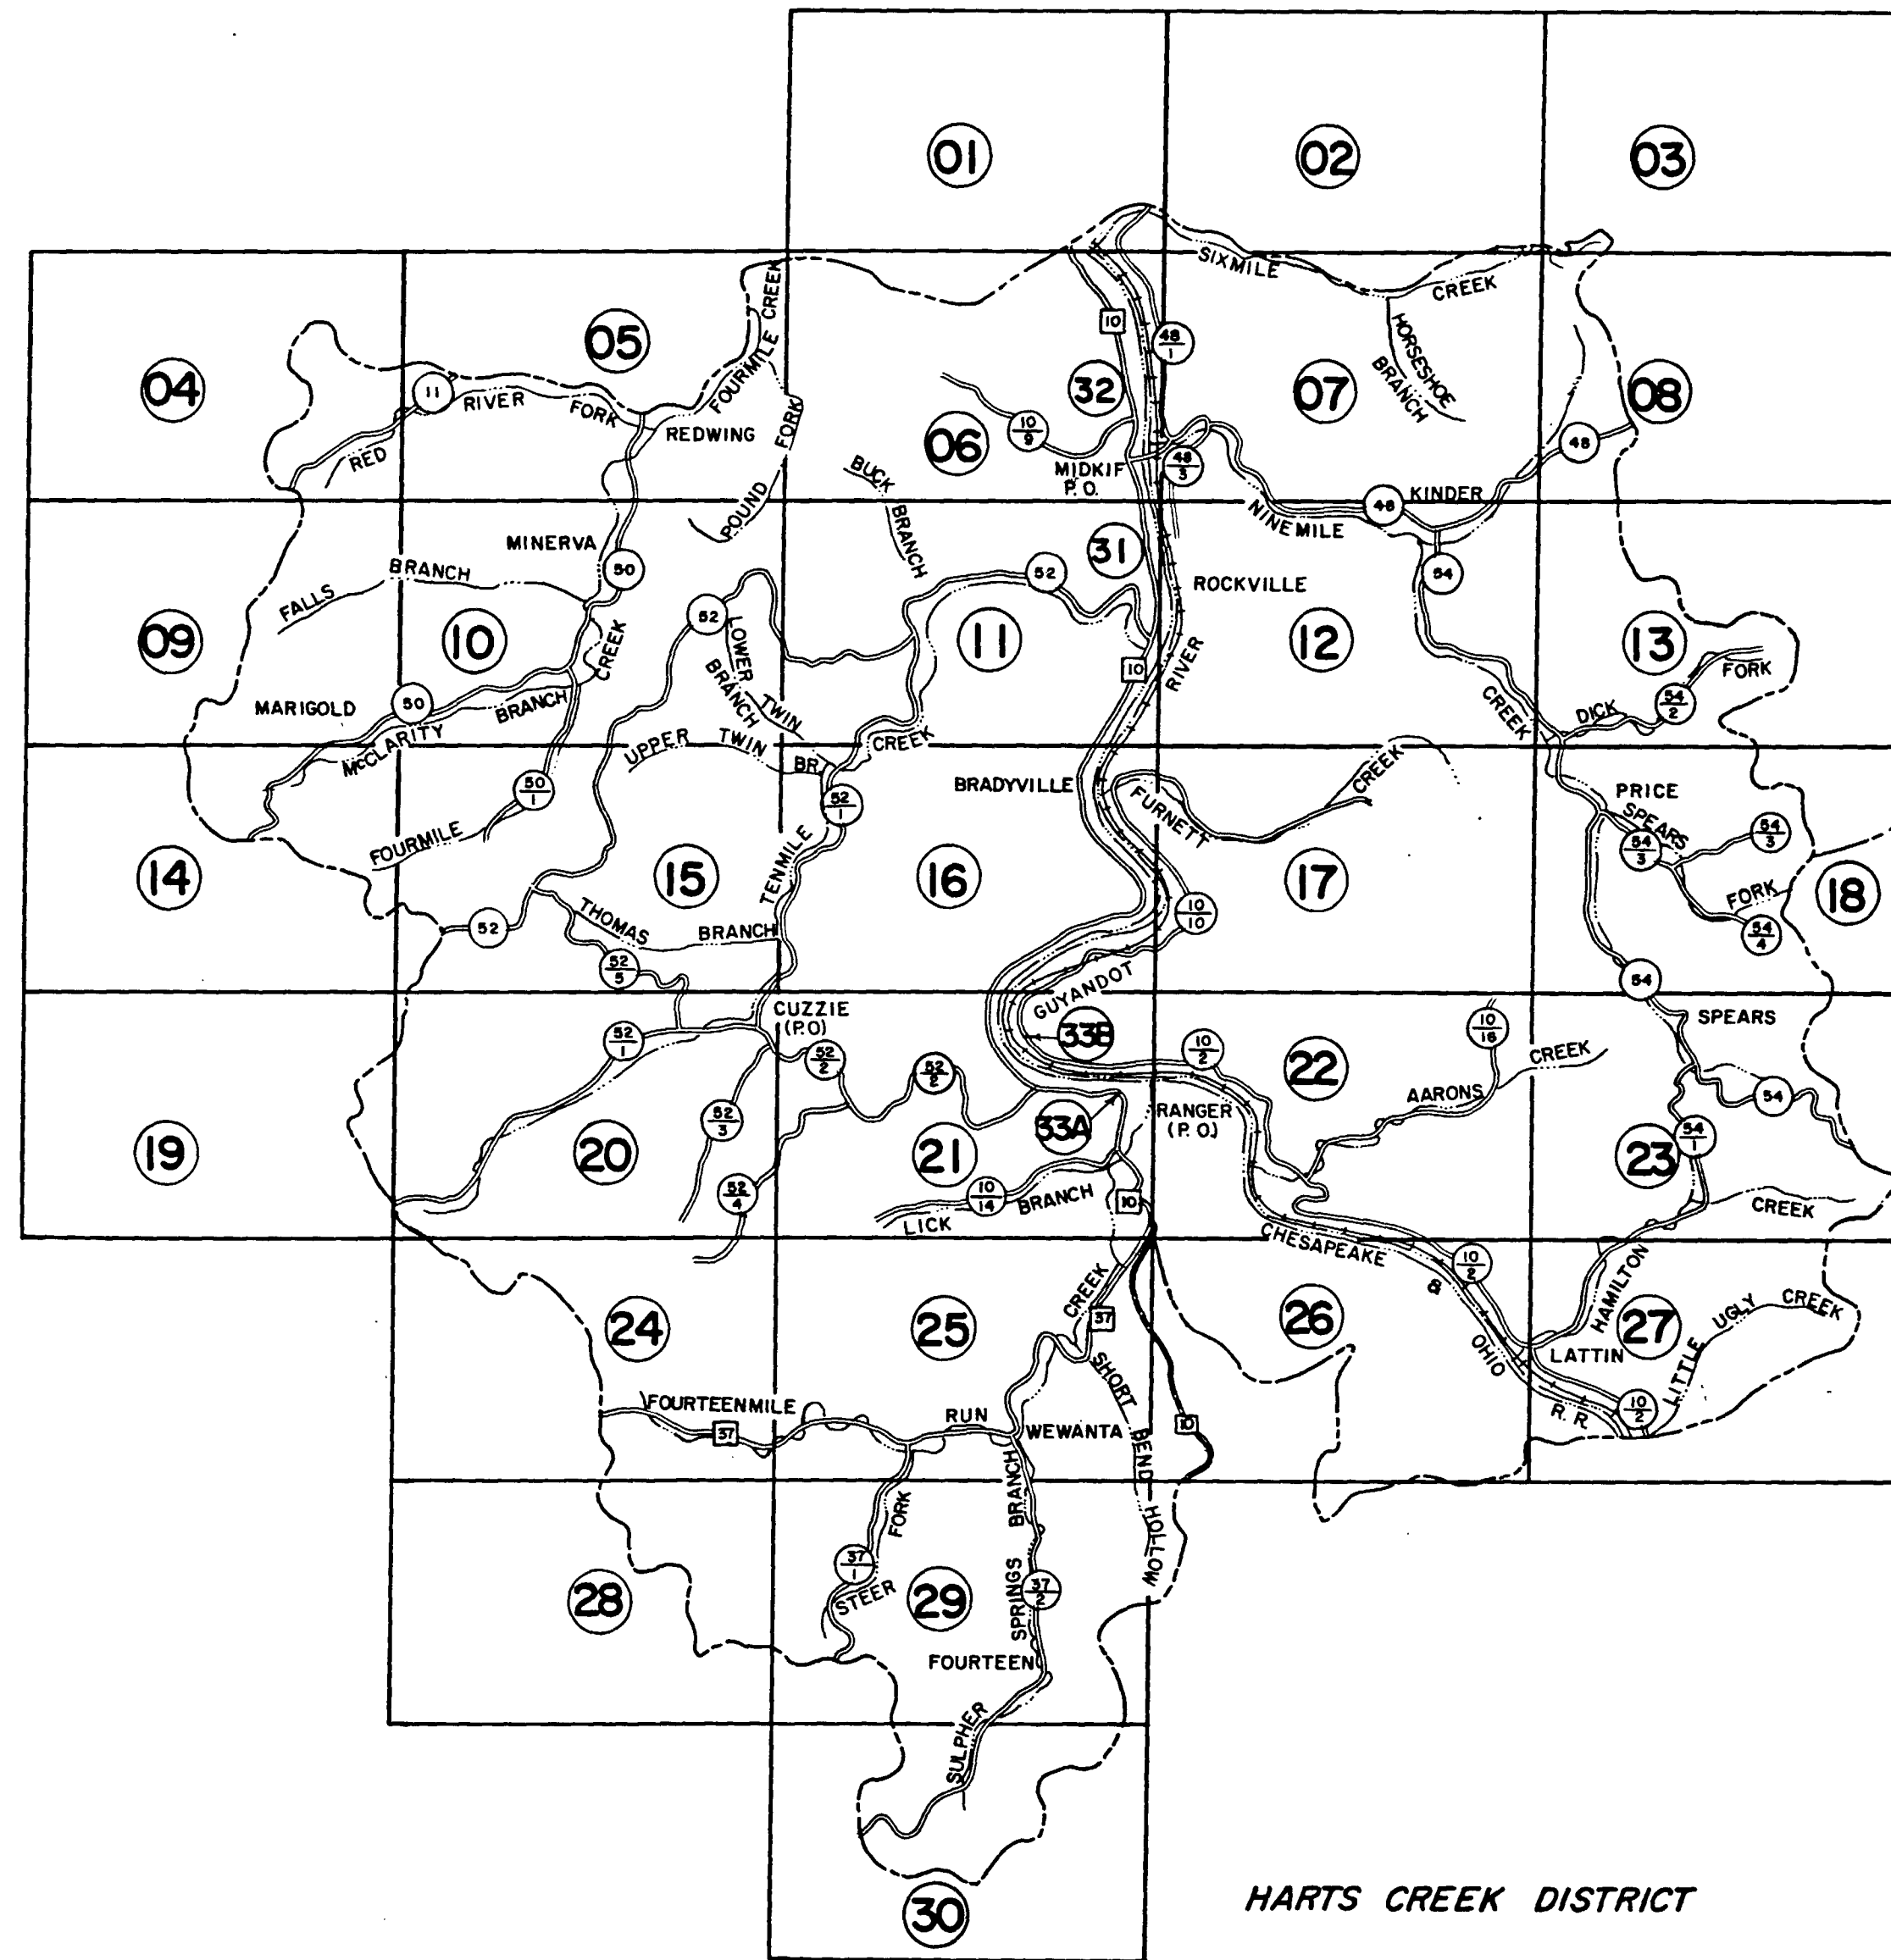 01
02
03
SIXMILE
CREEK
04
05
FOURMILE CREEK
10
48
1
HORSESHOE
BRANCH
32
07
08
11
RIVER
FORK
RED
REDWING
POUND
FORK
10
9
06
BUCK
BRANCH
MIDKIF
P.O.
48
3
48
KINDER
48
NINEMILE
MINERVA
50
31
52
ROCKVILLE
54
BRANCH
FALLS
09
10
CREEK
52
LOWER
BRANCH
TWIN
11
12
13
FORK
10
RIVER
MARIGOLD
50
BRANCH
McCLARITY
UPPER
TWIN
BR.
CREEK
CREEK
DICK
54
2
50
1
FOURMILE
52
1
TENMILE
BRADYVILLE
FURNETT
CREEK
PRICE
SPEARS
54
3
54
3
14
15
16
17
18
FORK
54
4
52
THOMAS
BRANCH
52
5
10
10
GUYANDOT
54
CUZZIE
(P.O)
52
1
52
2
52
2
33B
10
2
22
10
16
SPEARS
CREEK
AARONS
54
52
3
33A
RANGER
(P. O.)
54
1
19
20
21
23
52
4
10
14
BRANCH
LICK
10
CREEK
CHESAPEAKE
&
OHIO
R. R.
10
2
HAMILTON
24
25
CREEK
37
26
27
LITTLE
UGLY
CREEK
LATTIN
10
2
SHORT
BEND
HOLLOW
FOURTEENMILE
37
RUN
WEWANTA
10
BRANCH
SPRINGS
FORK
37
1
STEER
28
29
37
2
FOURTEEN
SULPHER
30
HARTS CREEK DISTRICT